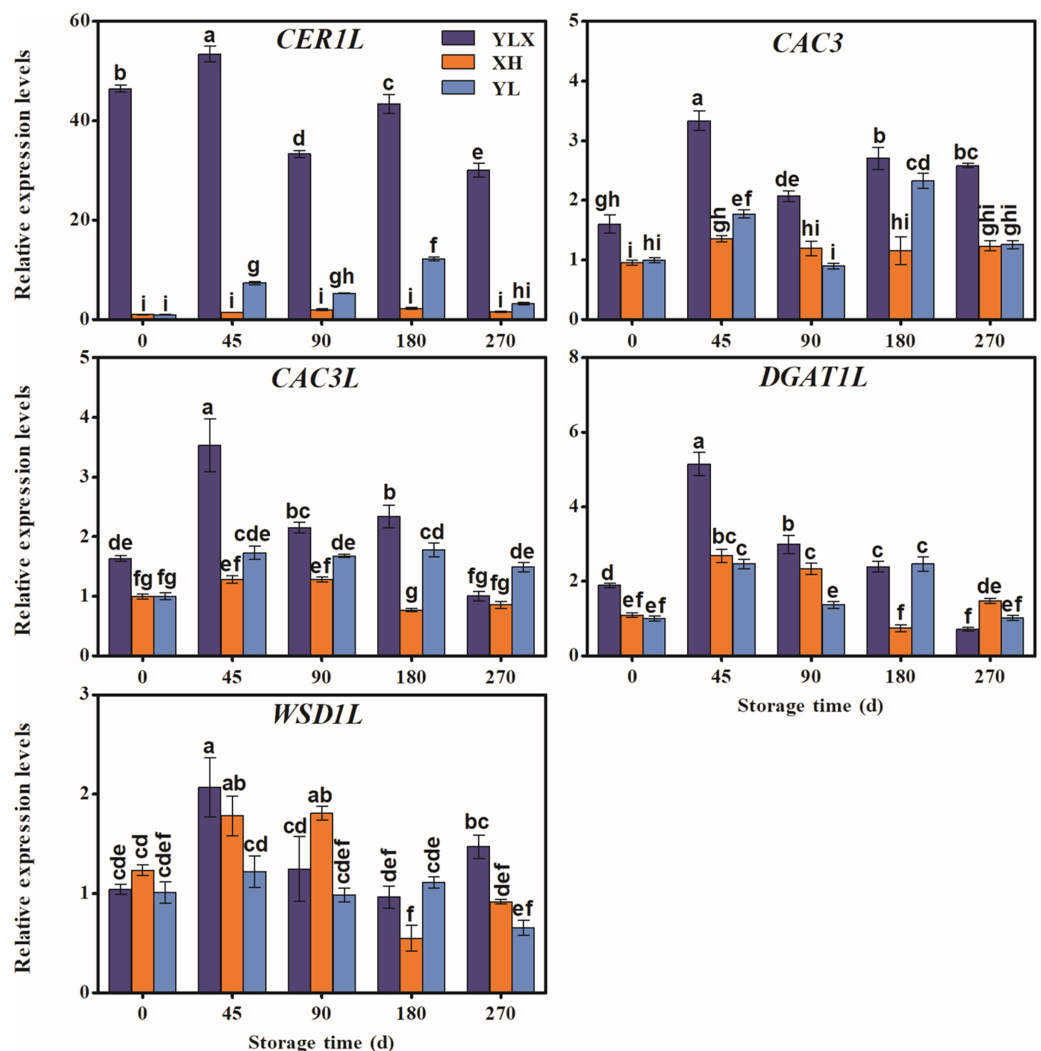 CER1L
YLX
XH
YL
Relative expression levels
60
40
20
0
b
i
i
a
i
g
d
i
gh
c
i
f
e
i
hi
0 45 90 180 270
CAC3
5
4
3
2
1
0
gh
i
hi
a
gh
ef
de
hi
i
b
hi
cd
bc
ghi
ghi
0 45 90 180 270
CAC3L
Relative expression levels
5
4
3
2
1
0
de
fg
fg
a
ef
cde
bc
ef
de
b
g
cd
fg
fg
de
0 45 90 180 270
DGAT1L
8
6
4
2
0
d
ef
ef
a
bc
c
b
c
e
c
f
c
f
de
ef
0 45 90 180 270
Storage time (d)
WSD1L
Relative expression levels
3
2
1
0
cde
cd
cdef
a
ab
cd
cd
ab
cdef
def
f
cde
bc
def
ef
0 45 90 180 270
Storage time (d)